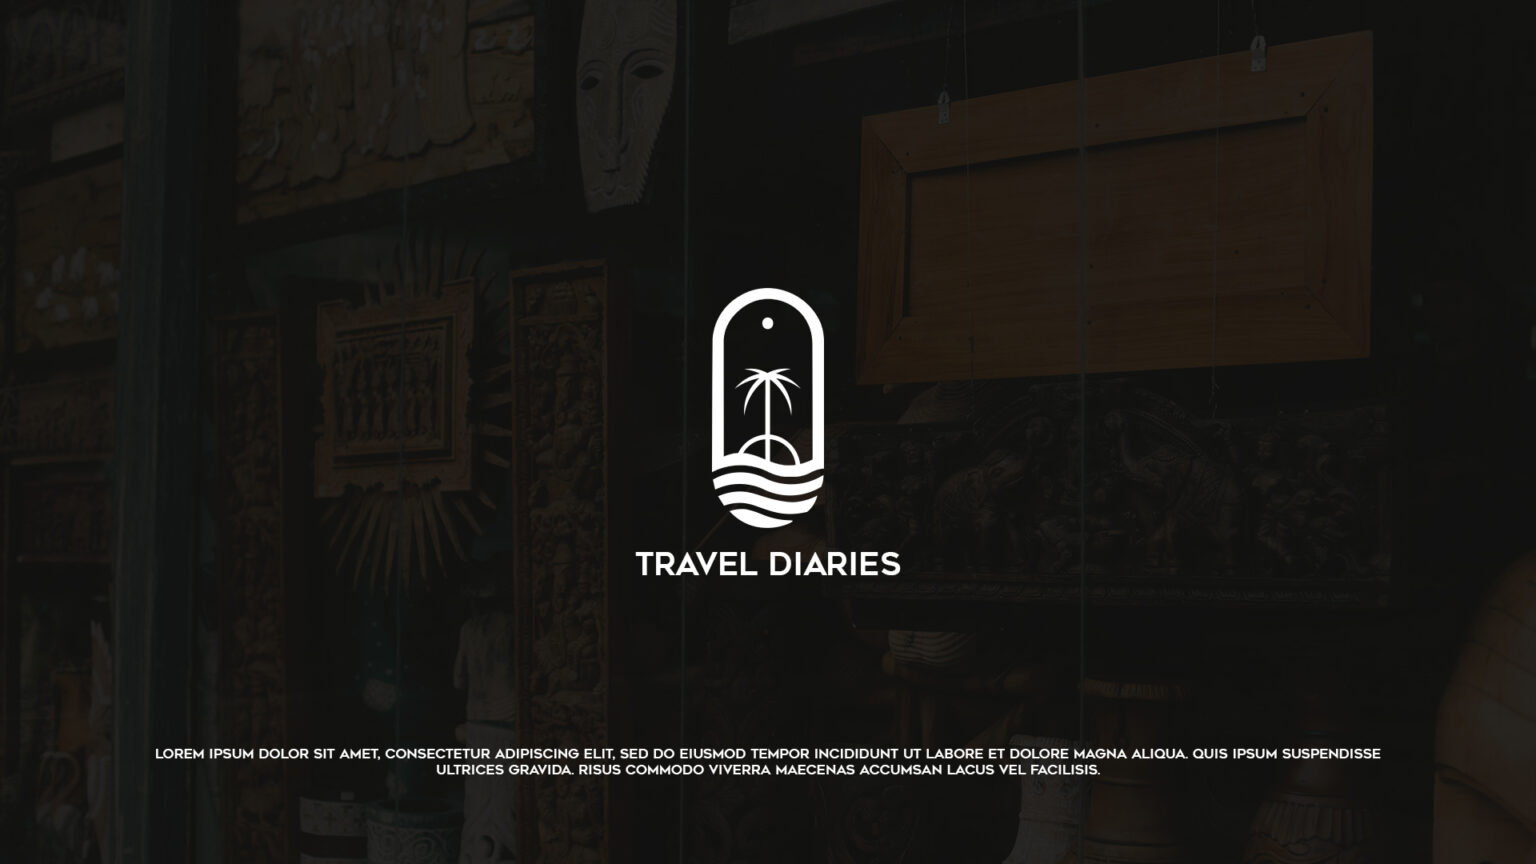 TRAVEL DIARIES
LOREM IPSUM DOLOR SIT AMET, CONSECTETUR ADIPISCING ELIT, SED DO EIUSMOD TEMPOR INCIDIDUNT UT LABORE ET DOLORE MAGNA ALIQUA. QUIS IPSUM SUSPENDISSE
ULTRICES GRAVIDA. RISUS COMMODO VIVERRA MAECENAS ACCUMSAN LACUS VEL FACILISIS.